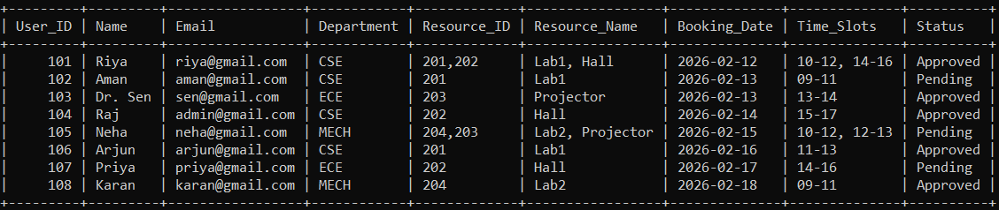 +---------+---------+-----------------+------------+-------------+-----------------+--------------+--------------+----------+
| User_ID | Name    | Email           | Department | Resource_ID | Resource_Name   | Booking_Date | Time_Slots   | Status   |
+---------+---------+-----------------+------------+-------------+-----------------+--------------+--------------+----------+
|     101 | Riya    | riya@gmail.com  | CSE        | 201,202     | Lab1, Hall      | 2026-02-12   | 10-12, 14-16 | Approved |
|     102 | Aman    | aman@gmail.com  | CSE        | 201         | Lab1            | 2026-02-13   | 09-11        | Pending  |
|     103 | Dr. Sen | sen@gmail.com   | ECE        | 203         | Projector       | 2026-02-13   | 13-14        | Approved |
|     104 | Raj     | admin@gmail.com | CSE        | 202         | Hall            | 2026-02-14   | 15-17        | Approved |
|     105 | Neha    | neha@gmail.com  | MECH       | 204,203     | Lab2, Projector | 2026-02-15   | 10-12, 12-13 | Pending  |
|     106 | Arjun   | arjun@gmail.com | CSE        | 201         | Lab1            | 2026-02-16   | 11-13        | Approved |
|     107 | Priya   | priya@gmail.com | ECE        | 202         | Hall            | 2026-02-17   | 14-16        | Pending  |
|     108 | Karan   | karan@gmail.com | MECH       | 204         | Lab2            | 2026-02-18   | 09-11        | Approved |
+---------+---------+-----------------+------------+-------------+-----------------+--------------+--------------+----------+